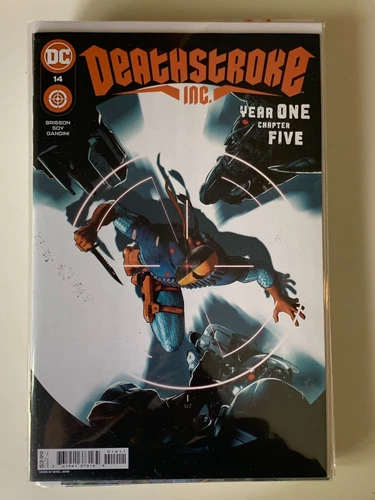 DC
DEATHSTROKE
INC.
14
YEAR ONE
CHAPTER
FIVE
BRISSON
SOY
GANDINI